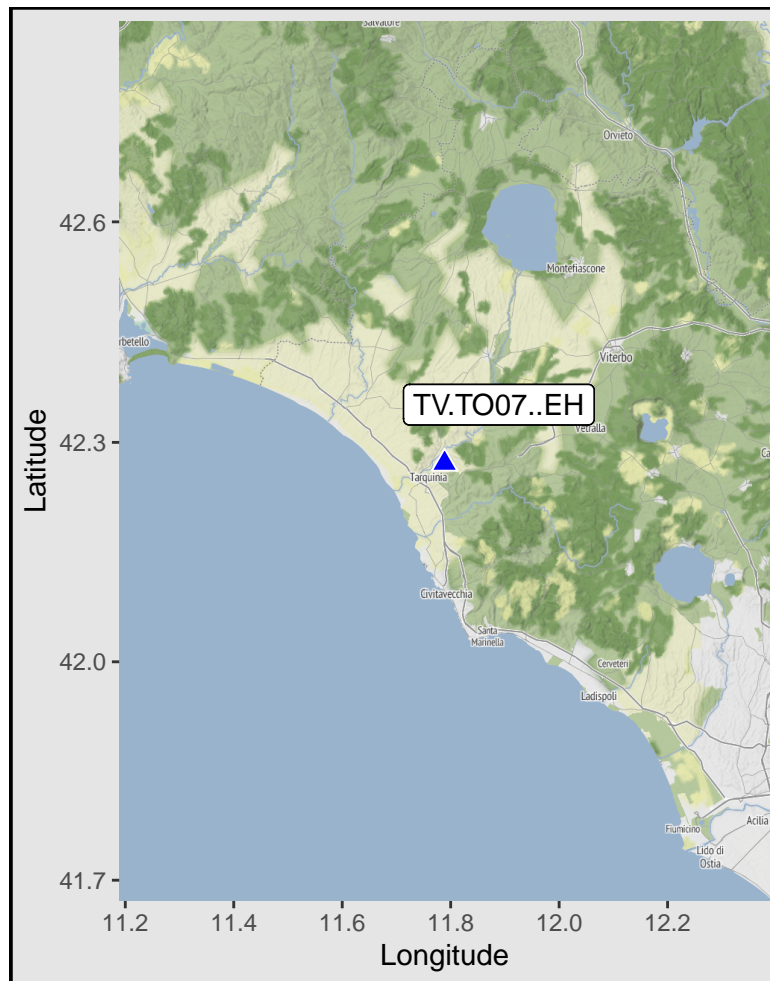 Salvatore
Orvieto
42.6
Montefiascone
rbetello
Viterbo
TV.TO07..EH
Vetralla
42.3
Latitude
Ca
Tarquinia
Civitavecchia
Santa
Marinella
42.0
Cerveteri
Ladispoli
Fiumicino
Acilia
Lido di
Ostia
41.7
11.2 11.4 11.6 11.8 12.0 12.2
Longitude